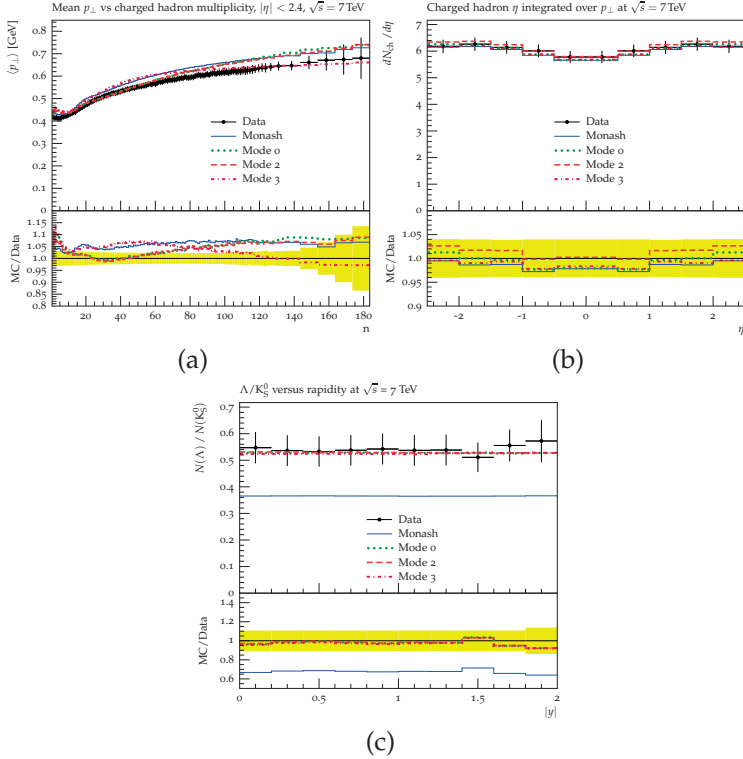 Mean p⊥ vs charged hadron multiplicity, |η| < 2.4, √s = 7 TeV
⟨p⊥⟩ [GeV]
0.8
0.7
0.6
0.5
0.4
0.3
0.2
0.1
0
Data
Monash
Mode 0
Mode 2
Mode 3
MC/Data
1.15
1.1
1.05
1.0
0.95
0.9
0.85
0.8
20 40 60 80 100 120 140 160 180
n
(a)
Charged hadron η integrated over p⊥ at √s = 7 TeV
dNch/dη
7
6
5
4
3
2
1
0
Data
Monash
Mode 0
Mode 2
Mode 3
MC/Data
1.05
1.0
0.95
0.9
-2 -1 0 1 2
η
(b)
Λ/K⁰S versus rapidity at √s = 7 TeV
N(Λ) / N(K⁰S)
0.7
0.6
0.5
0.4
0.3
0.2
0.1
0
Data
Monash
Mode 0
Mode 2
Mode 3
MC/Data
1.4
1.2
1
0.8
0.6
0 0.5 1 1.5 2
|y|
(c)